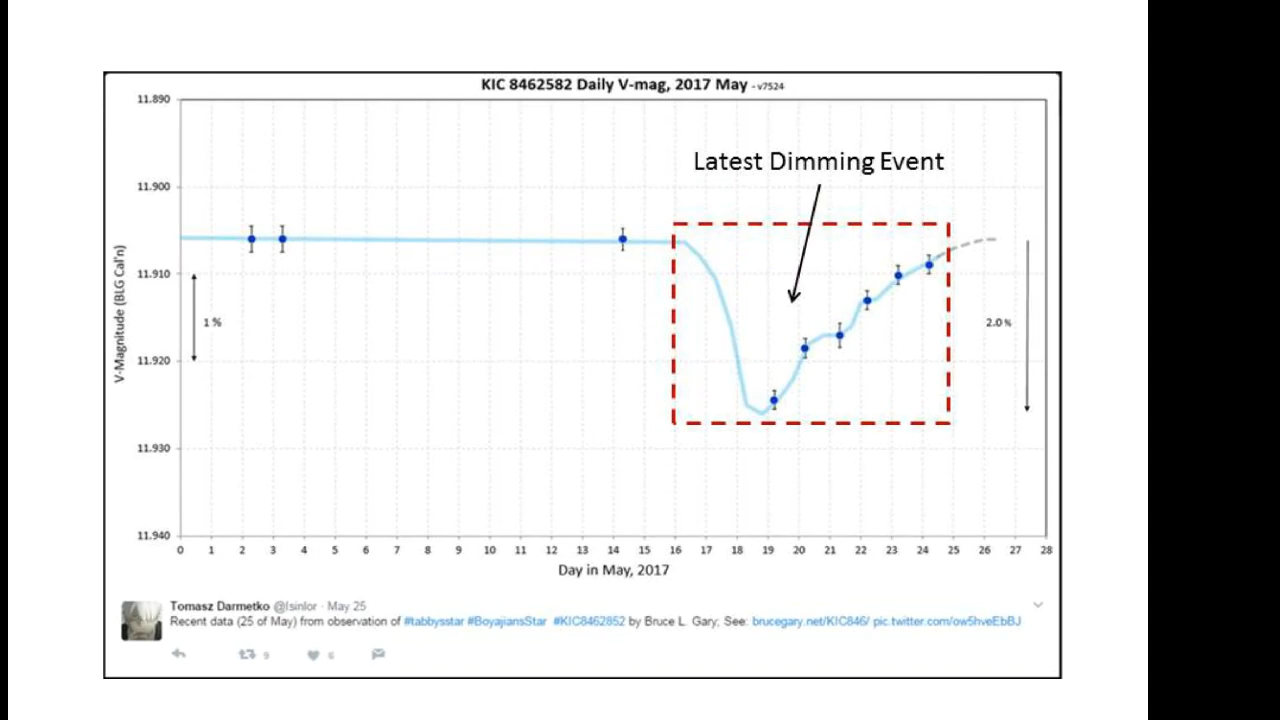 KIC 8462582 Daily V-mag, 2017 May - v7524
11.890
11.900
11.910
11.920
11.930
11.940
V-Magnitude (BLG Cal'n)
1%
Latest Dimming Event
2.0%
0 1 2 3 4 5 6 7 8 9 10 11 12 13 14 15 16 17 18 19 20 21 22 23 24 25 26 27 28
Day in May, 2017
Tomasz Darmetko @Isinlor · May 25
Recent data (25 of May) from observation of #tabbysstar #BoyajiansStar #KIC8462852 by Bruce L. Gary; See: brucegary.net/KIC846/ pic.twitter.com/ow5hveEbBJ
9 6